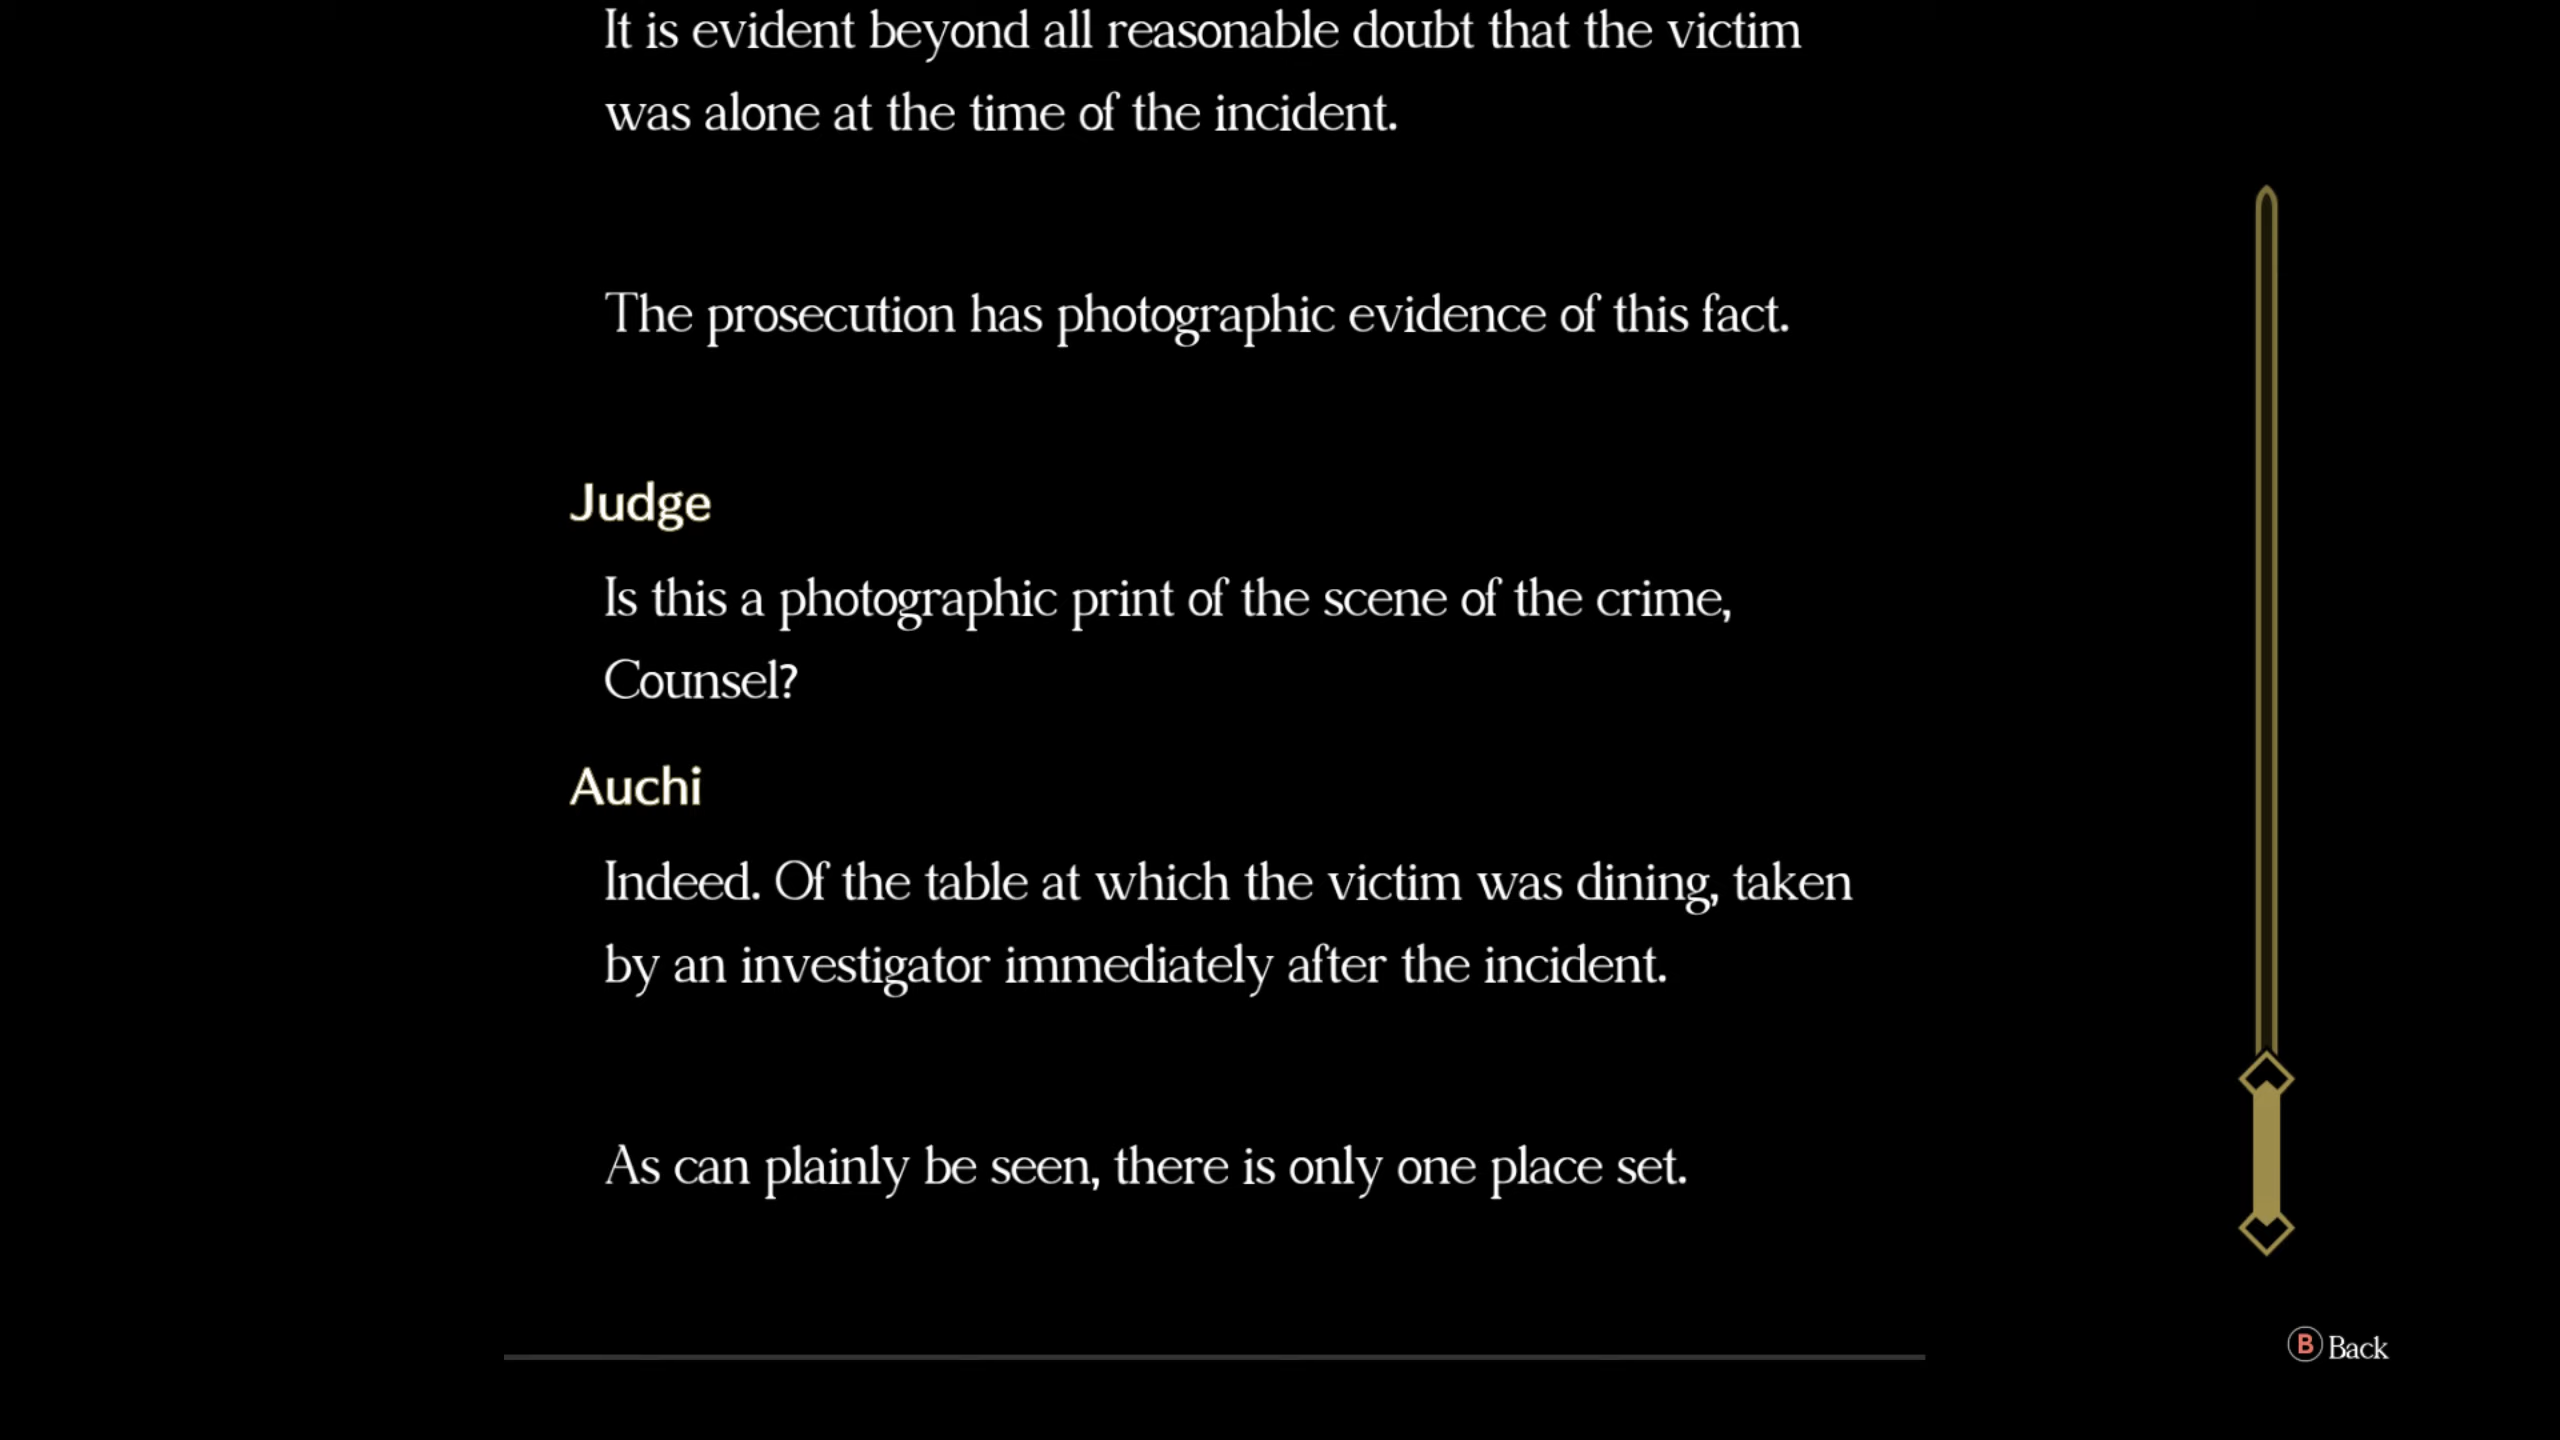 It is evident beyond all reasonable doubt that the victim
was alone at the time of the incident.
The prosecution has photographic evidence of this fact.
Judge
Is this a photographic print of the scene of the crime,
Counsel?
Auchi
Indeed. Of the table at which the victim was dining, taken
by an investigator immediately after the incident.
As can plainly be seen, there is only one place set.
B Back